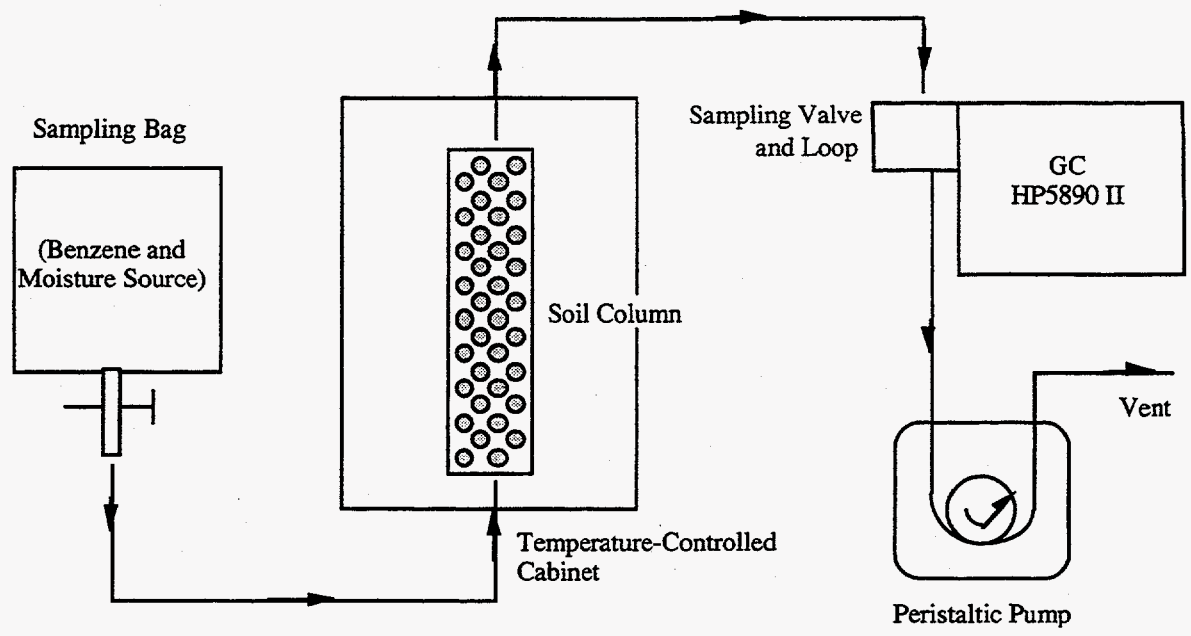 Sampling Bag
(Benzene and
Moisture Source)
Soil Column
Temperature-Controlled
Cabinet
Sampling Valve
and Loop
GC
HP5890 II
Vent
Peristaltic Pump